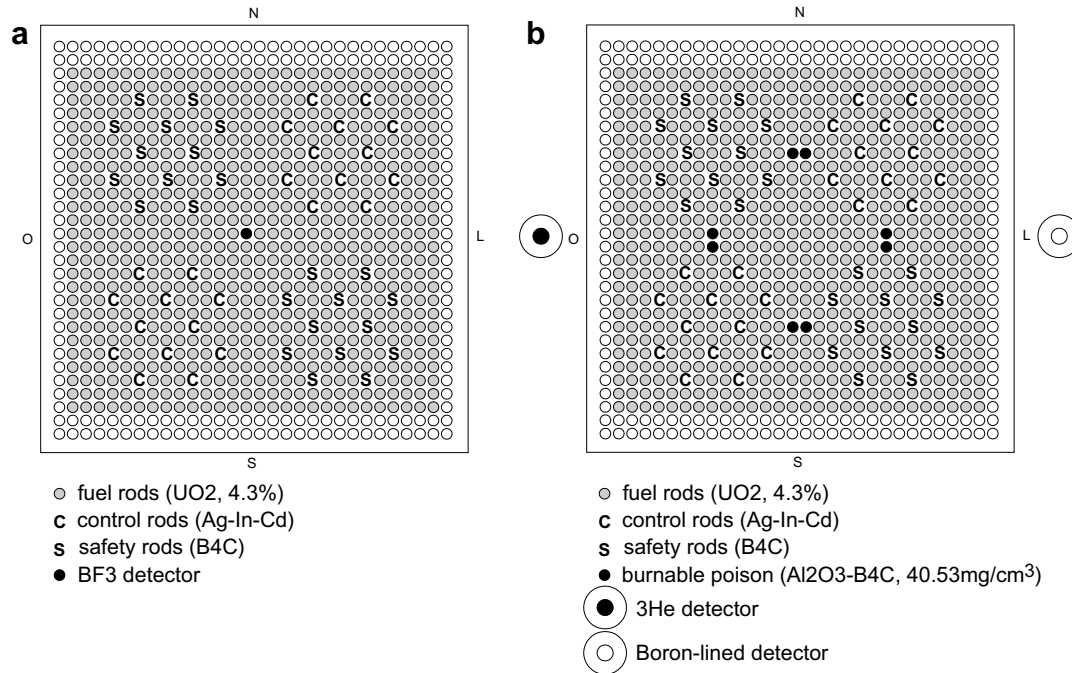 a
N
S S C C
S S S C C C
S S C C
S S S C C C
S S C C
O L
C C S S
C C C S S S
C C S S
C C C S S S
C C S S
S
fuel rods (UO2, 4.3%)
C control rods (Ag-In-Cd)
S safety rods (B4C)
BF3 detector
b
N
S S C C
S S S C C C
S S C C
S S S C C C
S S C C
O L
C C S S
C C C S S S
C C S S
C C C S S S
C C S S
S
fuel rods (UO2, 4.3%)
C control rods (Ag-In-Cd)
S safety rods (B4C)
burnable poison (Al2O3-B4C, 40.53mg/cm³)
3He detector
Boron-lined detector